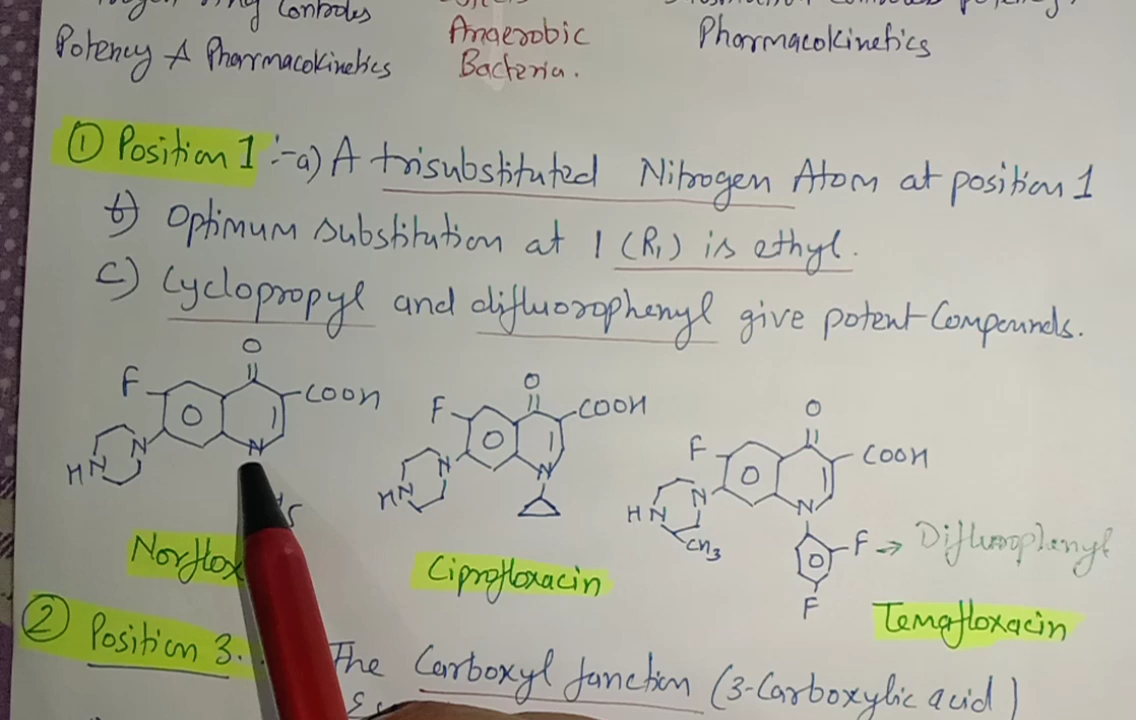 Controles
Potency & Pharmacokinetics
Anaerobic
Bacteria.
Pharmacokinetics
① Position 1 :- a) A trisubstituted Nitrogen Atom at position 1
b) Optimum substitution at 1 (R1) is ethyl.
c) Cyclopropyl and difluorophenyl give potent Compounds.
O
F
COOH
N
HN
N
Norflox
O
F
COOH
N
HN
N
Ciprofloxacin
O
F
COOH
N
HN
N
CH3
F → Difluorophenyl
F
Temafloxacin
② Position 3. The Carboxyl function (3-Carboxylic acid)